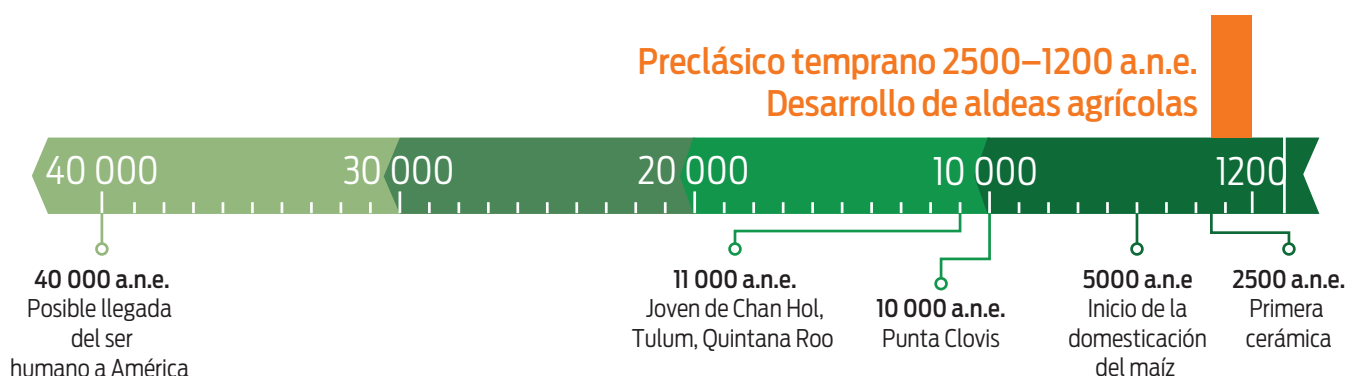 Preclásico temprano 2500–1200 a.n.e.
Desarrollo de aldeas agrícolas
40 000 30 000 20 000 10 000 1200
40 000 a.n.e.
Posible llegada
del ser
humano a América
11 000 a.n.e.
Joven de Chan Hol,
Tulum, Quintana Roo
10 000 a.n.e.
Punta Clovis
5000 a.n.e
Inicio de la
domesticación
del maíz
2500 a.n.e.
Primera
cerámica